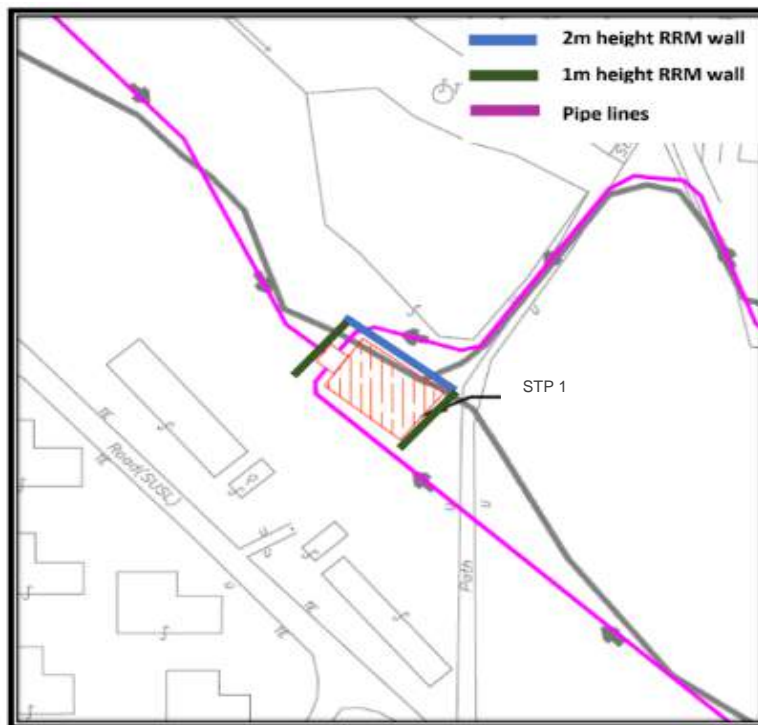 2m height RRM wall
1m height RRM wall
Pipe lines
STP 1
Road(SUSL)
Path